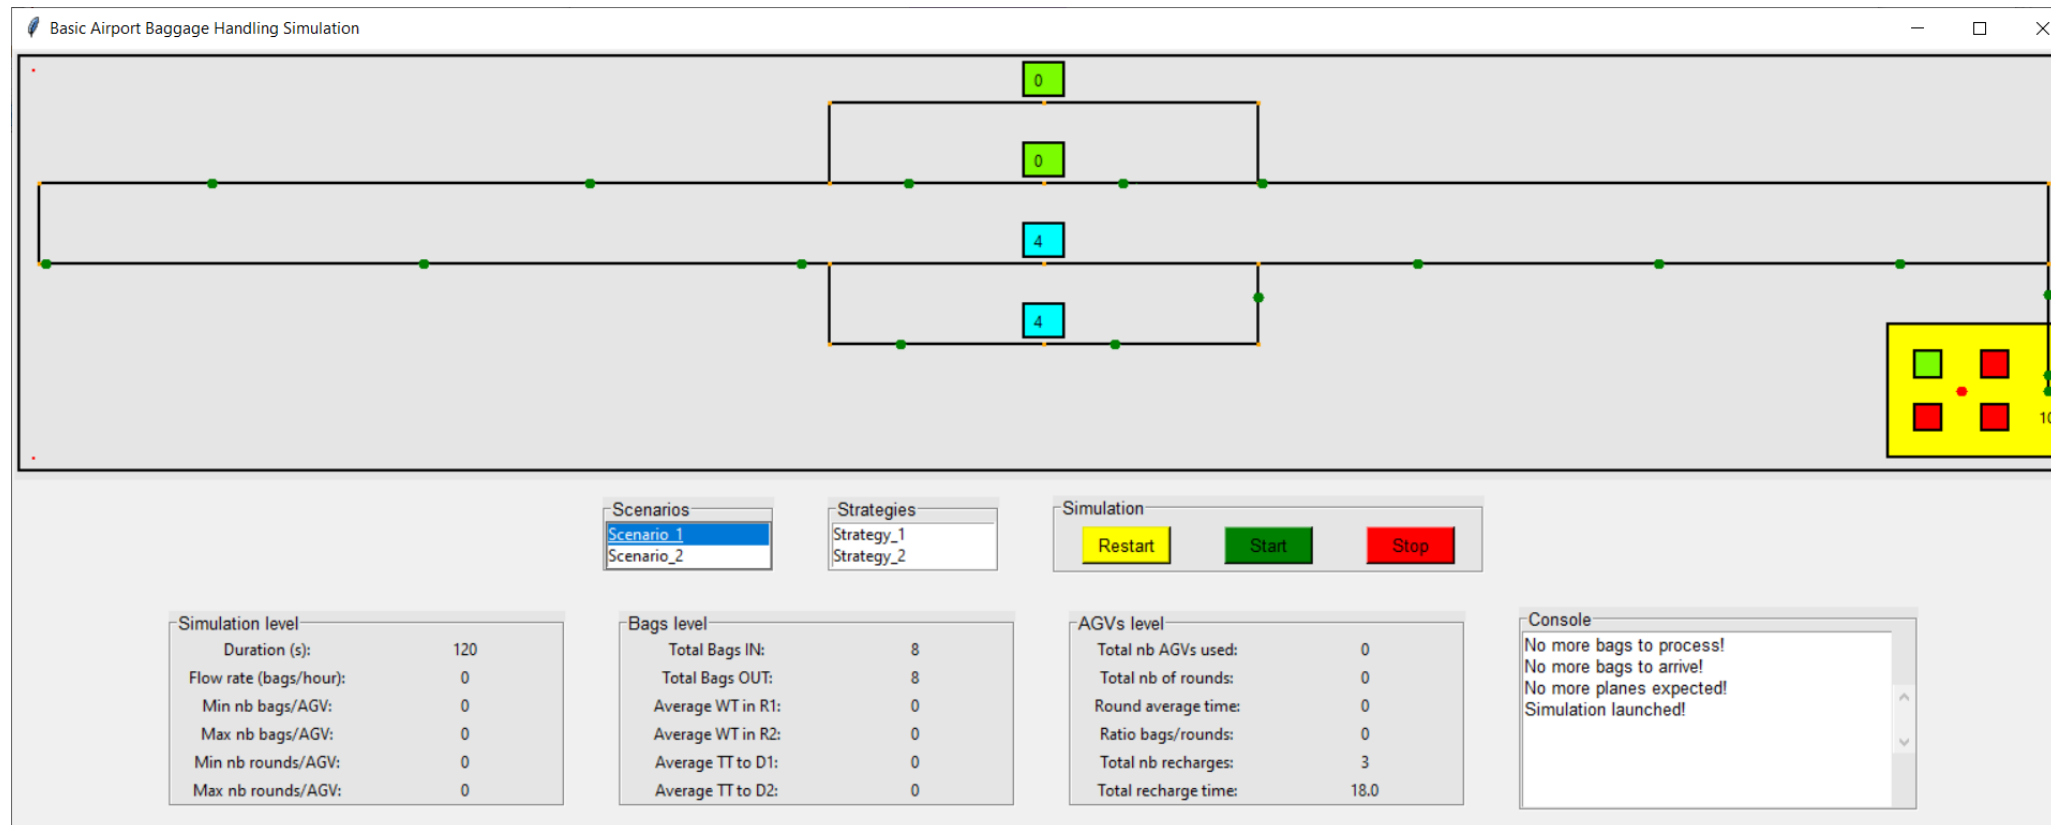 Basic Airport Baggage Handling Simulation
0
0
4
4
10
Scenarios
Scenario_1
Scenario_2
Strategies
Strategy_1
Strategy_2
Simulation
Restart Start Stop
Simulation level
Duration (s): 120
Flow rate (bags/hour): 0
Min nb bags/AGV: 0
Max nb bags/AGV: 0
Min nb rounds/AGV: 0
Max nb rounds/AGV: 0
Bags level
Total Bags IN: 8
Total Bags OUT: 8
Average WT in R1: 0
Average WT in R2: 0
Average TT to D1: 0
Average TT to D2: 0
AGVs level
Total nb AGVs used: 0
Total nb of rounds: 0
Round average time: 0
Ratio bags/rounds: 0
Total nb recharges: 3
Total recharge time: 18.0
Console
No more bags to process!
No more bags to arrive!
No more planes expected!
Simulation launched!